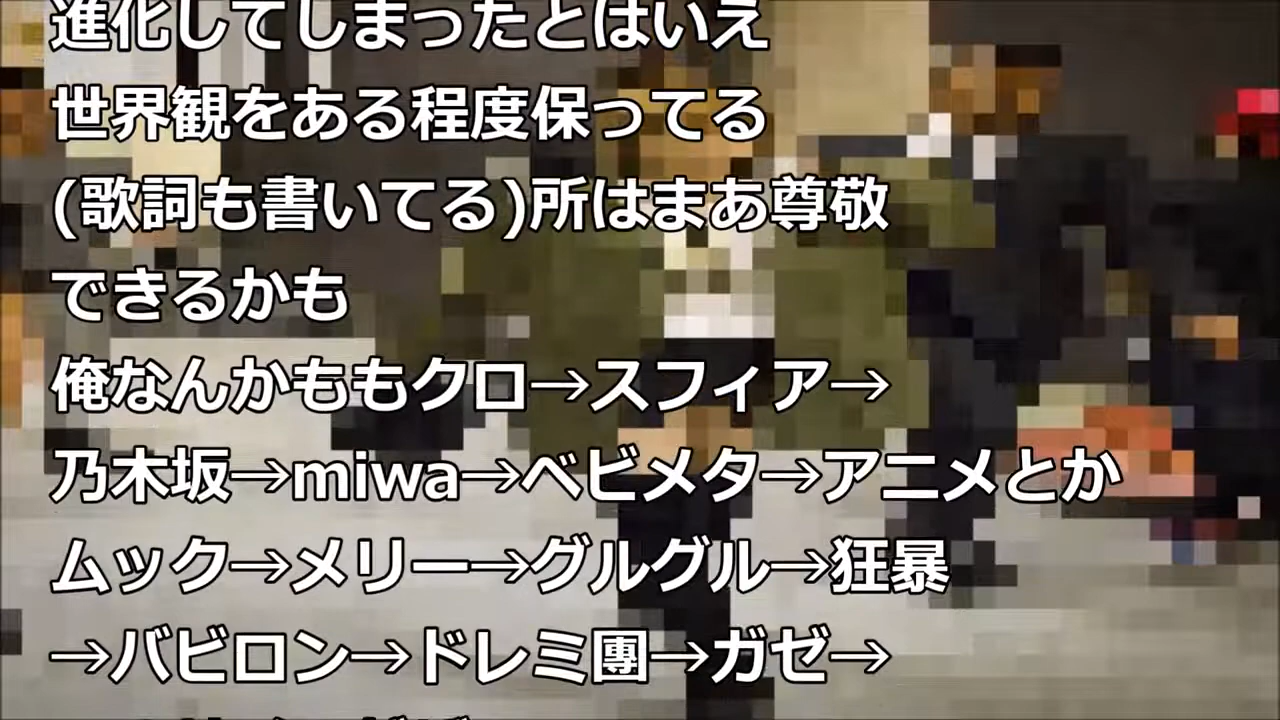 進化してしまったとはいえ
世界観をある程度保ってる
(歌詞も書いてる)所はまあ尊敬
できるかも
俺なんかももクロ→スフィア→
乃木坂→miwa→ベビメタ→アニメとか
ムック→メリー→グルグル→狂暴
→バビロン→ドレミ團→ガゼ→